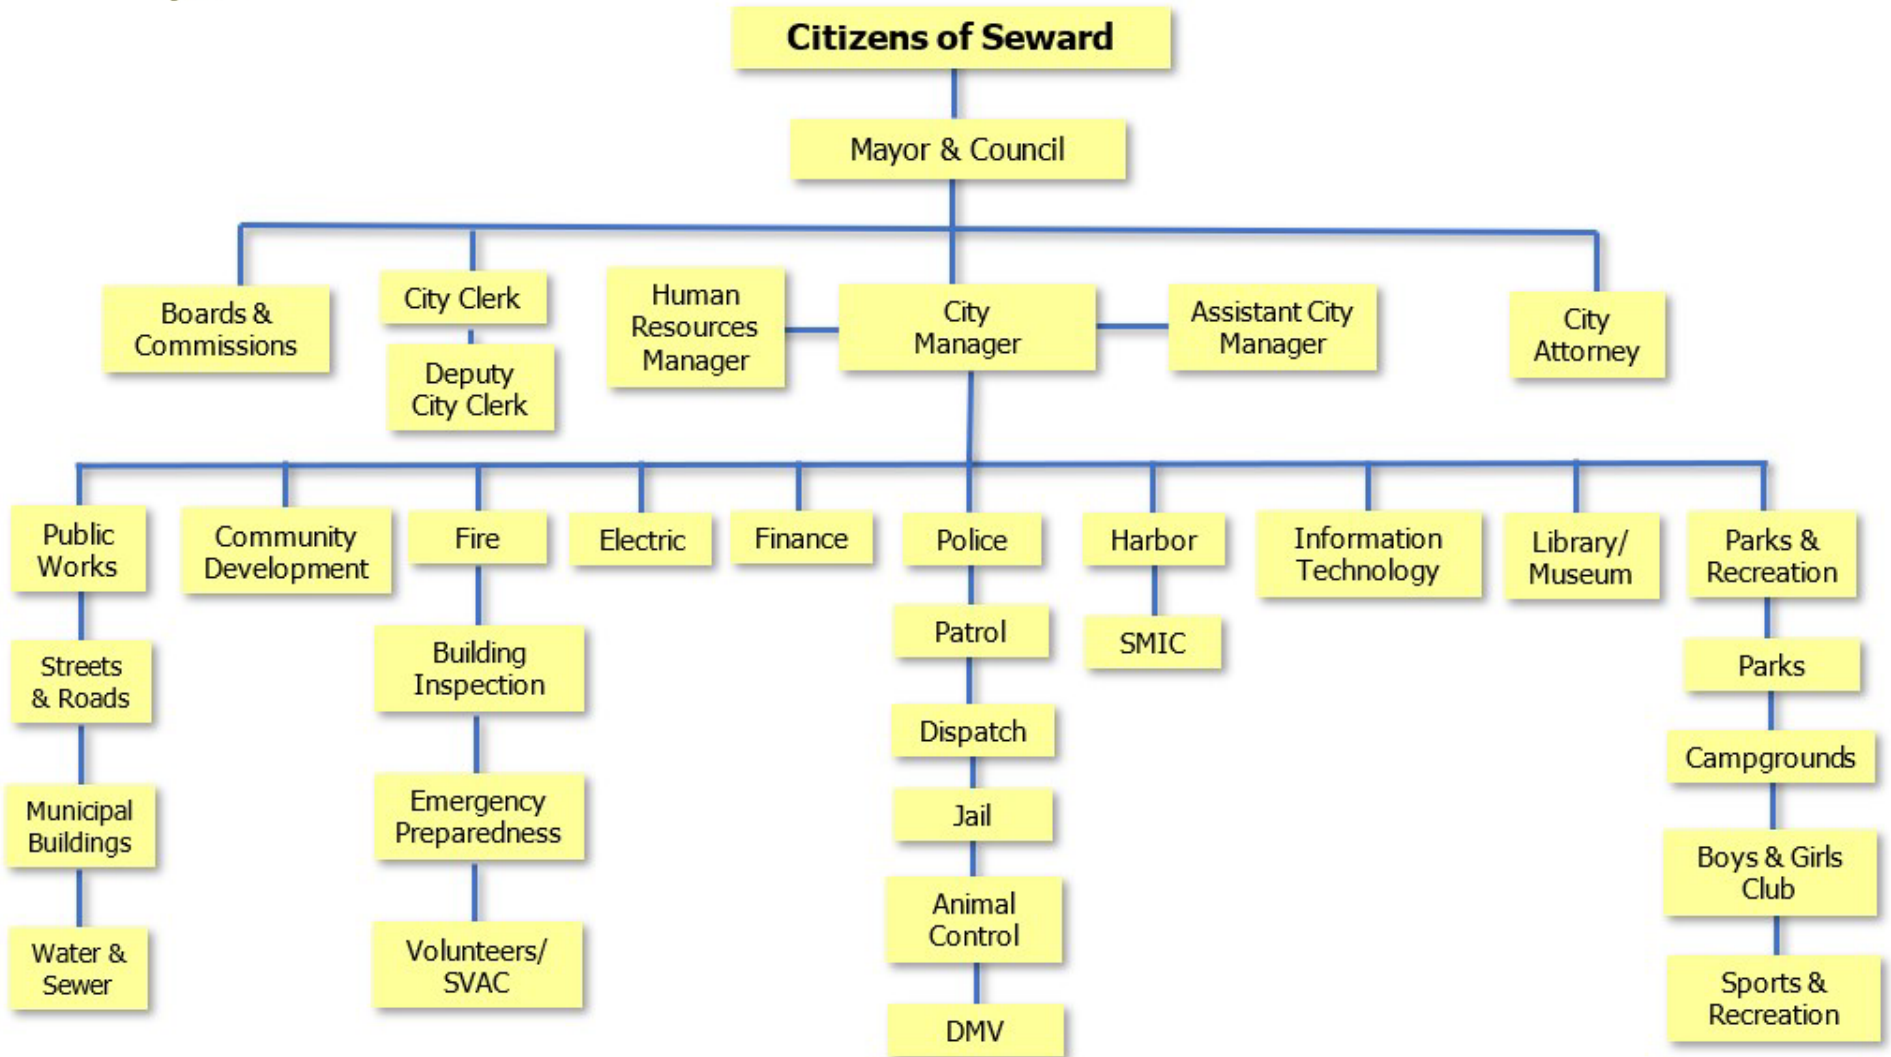 Citizens of Seward
Mayor & Council
Boards &
Commissions
City Clerk
Deputy
City Clerk
Human
Resources
Manager
City
Manager
Assistant City
Manager
City
Attorney
Public
Works
Community
Development
Fire
Electric
Finance
Police
Harbor
Information
Technology
Library/
Museum
Parks &
Recreation
Streets
& Roads
Municipal
Buildings
Water &
Sewer
Building
Inspection
Emergency
Preparedness
Volunteers/
SVAC
Patrol
Dispatch
Jail
Animal
Control
DMV
SMIC
Parks
Campgrounds
Boys & Girls
Club
Sports &
Recreation